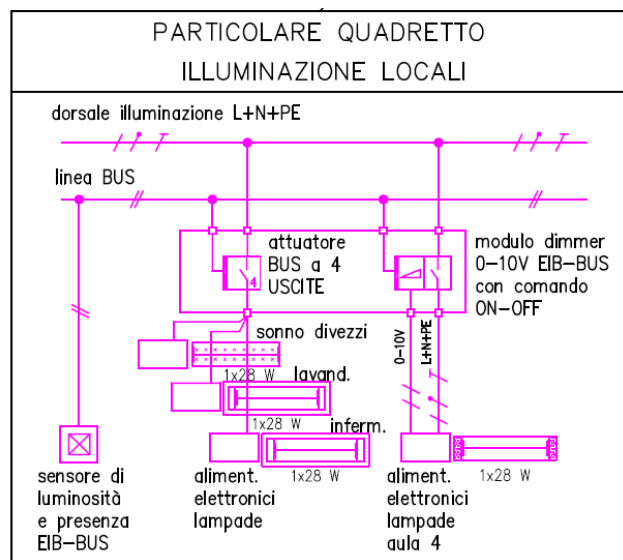 PARTICOLARE QUADRETTO
ILLUMINAZIONE LOCALI
dorsale illuminazione L+N+PE
linea BUS
attuatore
BUS a 4
USCITE
4
modulo dimmer
0-10V EIB-BUS
con comando
ON-OFF
sonno divezzi
1x28 W
lavand.
1x28 W
inferm.
1x28 W
0-10V
L+N+PE
1x28 W
sensore di
luminosità
e presenza
EIB-BUS
aliment.
elettronici
lampade
aliment.
elettronici
lampade
aula 4